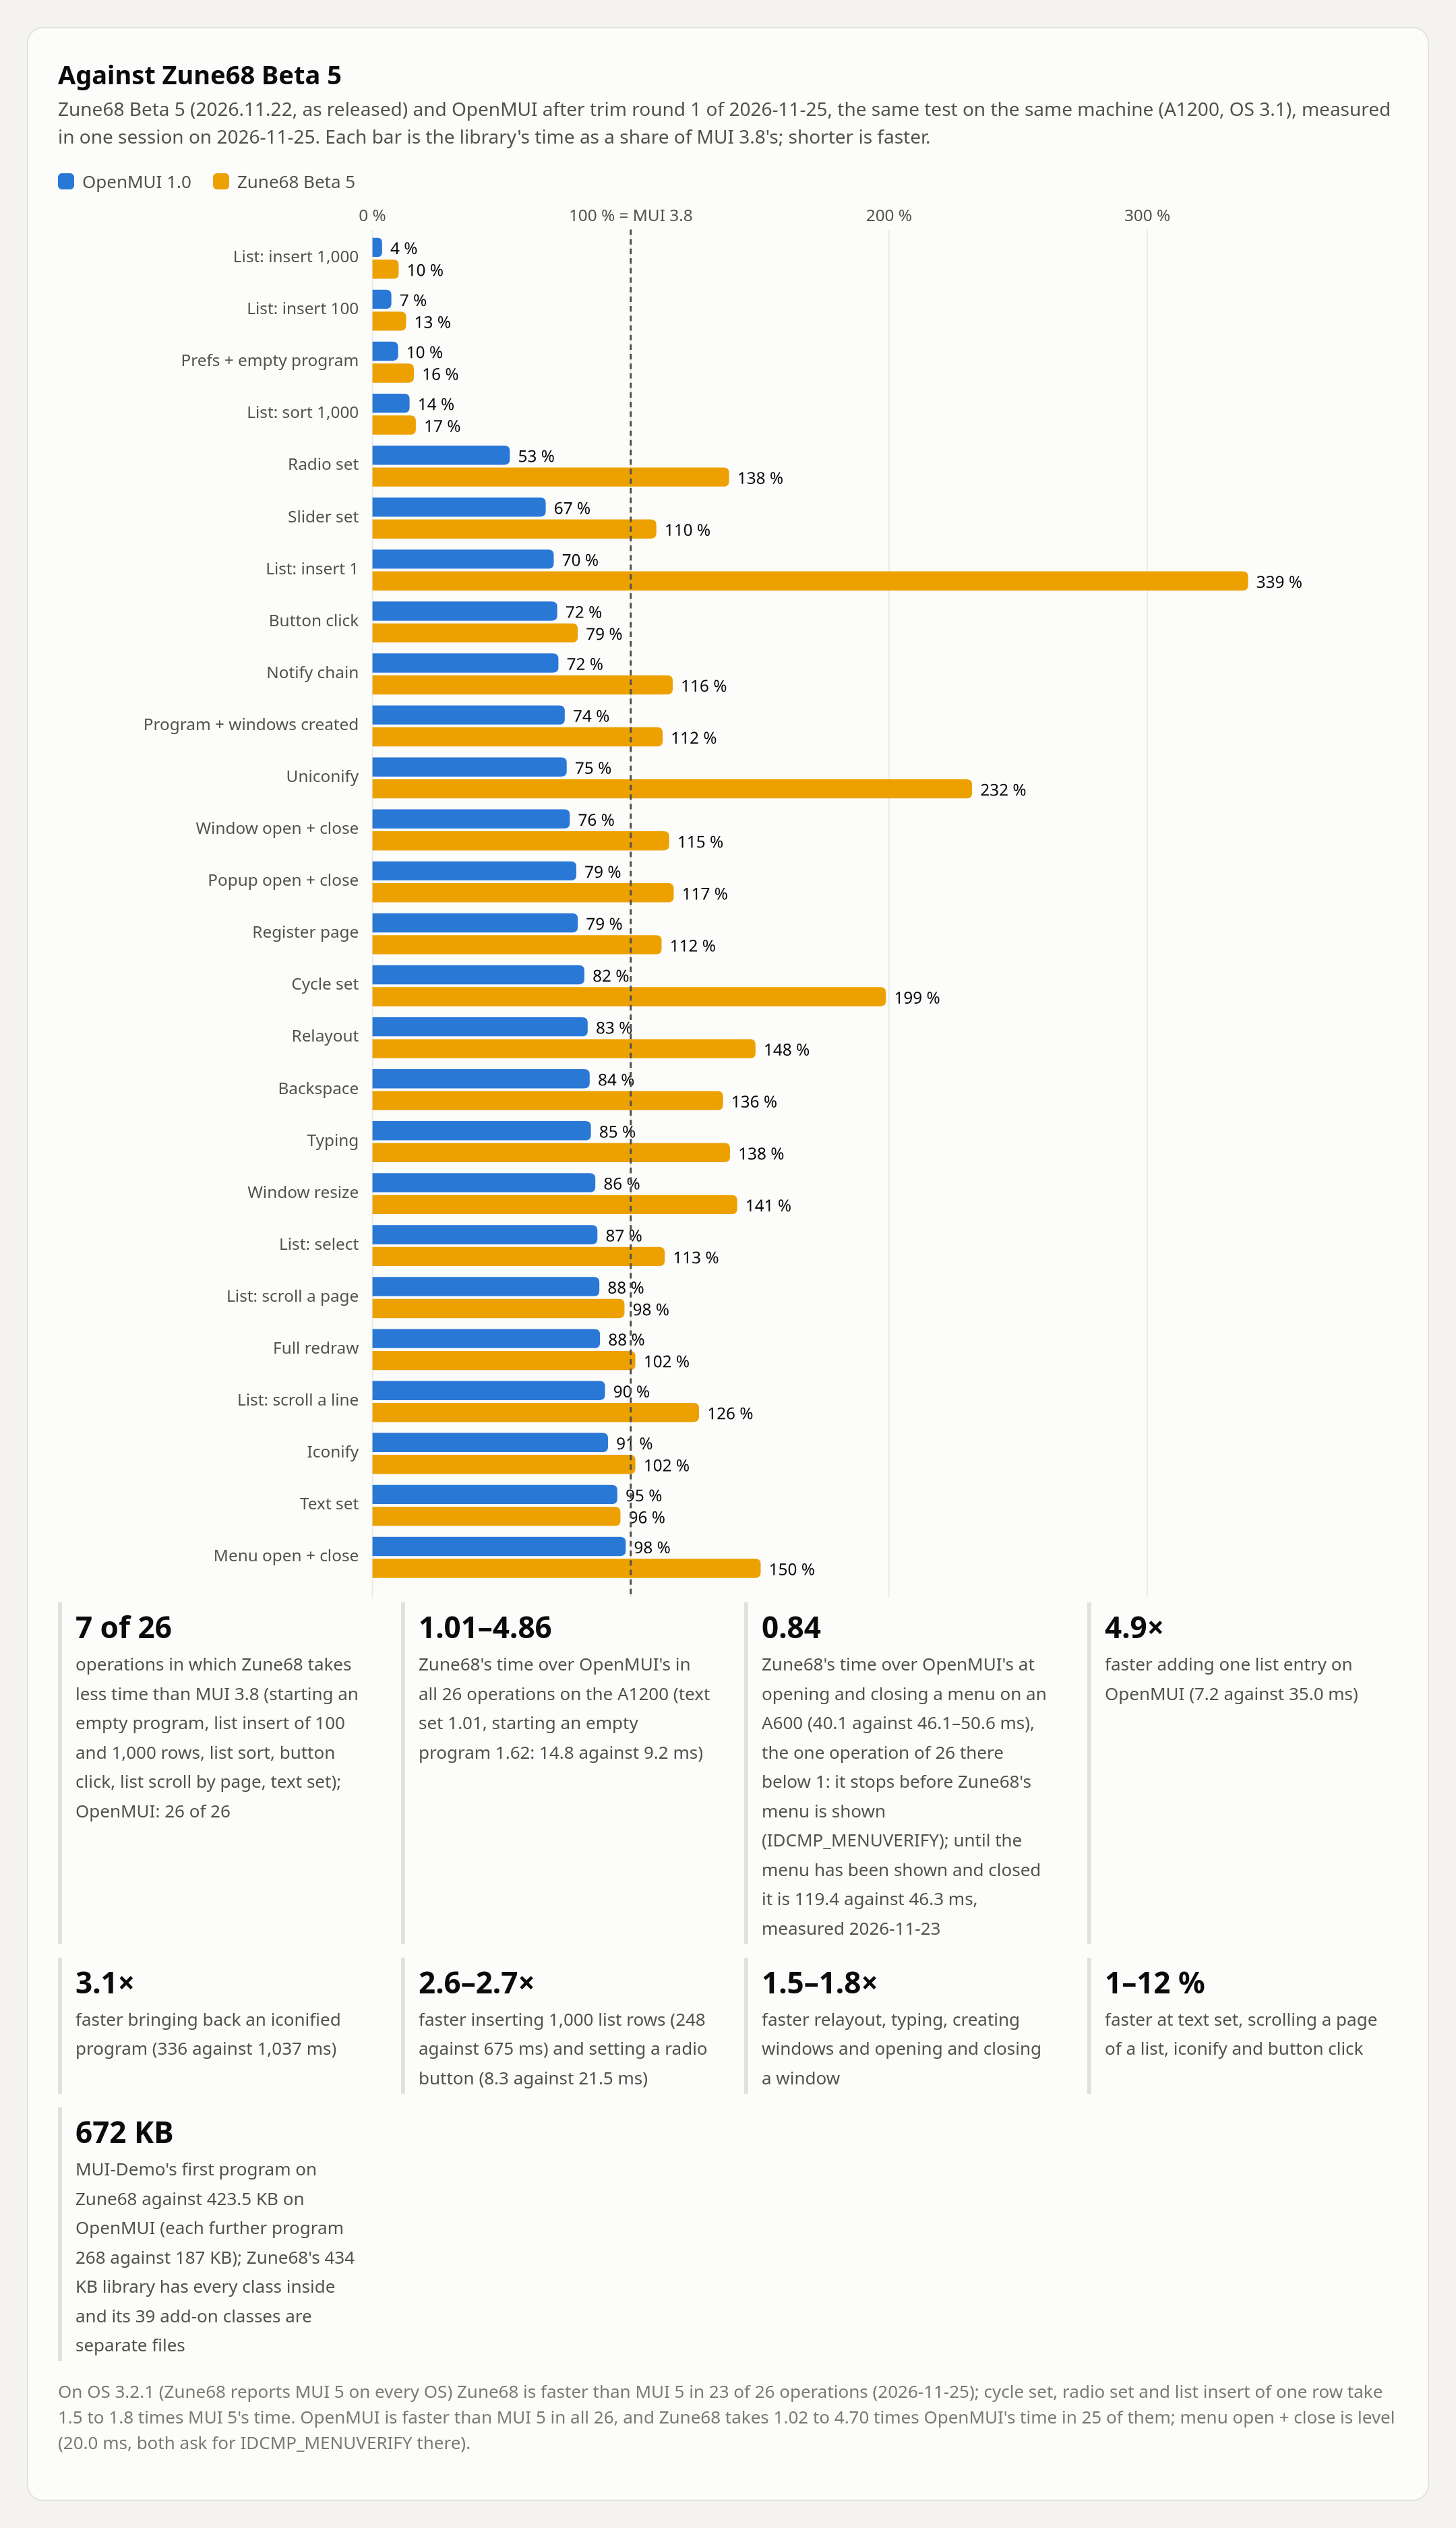 Against Zune68 Beta 5
Zune68 Beta 5 (2026.11.22, as released) and OpenMUI after trim round 1 of 2026-11-25, the same test on the same machine (A1200, OS 3.1), measured
in one session on 2026-11-25. Each bar is the library's time as a share of MUI 3.8's; shorter is faster.
OpenMUI 1.0 Zune68 Beta 5
0 % 100 % = MUI 3.8 200 % 300 %
List: insert 1,000
4 %
10 %
List: insert 100
7 %
13 %
Prefs + empty program
10 %
16 %
List: sort 1,000
14 %
17 %
Radio set
53 %
138 %
Slider set
67 %
110 %
List: insert 1
70 %
339 %
Button click
72 %
79 %
Notify chain
72 %
116 %
Program + windows created
74 %
112 %
Uniconify
75 %
232 %
Window open + close
76 %
115 %
Popup open + close
79 %
117 %
Register page
79 %
112 %
Cycle set
82 %
199 %
Relayout
83 %
148 %
Backspace
84 %
136 %
Typing
85 %
138 %
Window resize
86 %
141 %
List: select
87 %
113 %
List: scroll a page
88 %
98 %
Full redraw
88 %
102 %
List: scroll a line
90 %
126 %
Iconify
91 %
102 %
Text set
95 %
96 %
Menu open + close
98 %
150 %
7 of 26
operations in which Zune68 takes
less time than MUI 3.8 (starting an
empty program, list insert of 100
and 1,000 rows, list sort, button
click, list scroll by page, text set);
OpenMUI: 26 of 26
1.01–4.86
Zune68's time over OpenMUI's in
all 26 operations on the A1200 (text
set 1.01, starting an empty
program 1.62: 14.8 against 9.2 ms)
0.84
Zune68's time over OpenMUI's at
opening and closing a menu on an
A600 (40.1 against 46.1–50.6 ms),
the one operation of 26 there
below 1: it stops before Zune68's
menu is shown
(IDCMP_MENUVERIFY); until the
menu has been shown and closed
it is 119.4 against 46.3 ms,
measured 2026-11-23
4.9×
faster adding one list entry on
OpenMUI (7.2 against 35.0 ms)
3.1×
faster bringing back an iconified
program (336 against 1,037 ms)
2.6–2.7×
faster inserting 1,000 list rows (248
against 675 ms) and setting a radio
button (8.3 against 21.5 ms)
1.5–1.8×
faster relayout, typing, creating
windows and opening and closing
a window
1–12 %
faster at text set, scrolling a page
of a list, iconify and button click
672 KB
MUI-Demo's first program on
Zune68 against 423.5 KB on
OpenMUI (each further program
268 against 187 KB); Zune68's 434
KB library has every class inside
and its 39 add-on classes are
separate files
On OS 3.2.1 (Zune68 reports MUI 5 on every OS) Zune68 is faster than MUI 5 in 23 of 26 operations (2026-11-25); cycle set, radio set and list insert of one row take
1.5 to 1.8 times MUI 5's time. OpenMUI is faster than MUI 5 in all 26, and Zune68 takes 1.02 to 4.70 times OpenMUI's time in 25 of them; menu open + close is level
(20.0 ms, both ask for IDCMP_MENUVERIFY there).